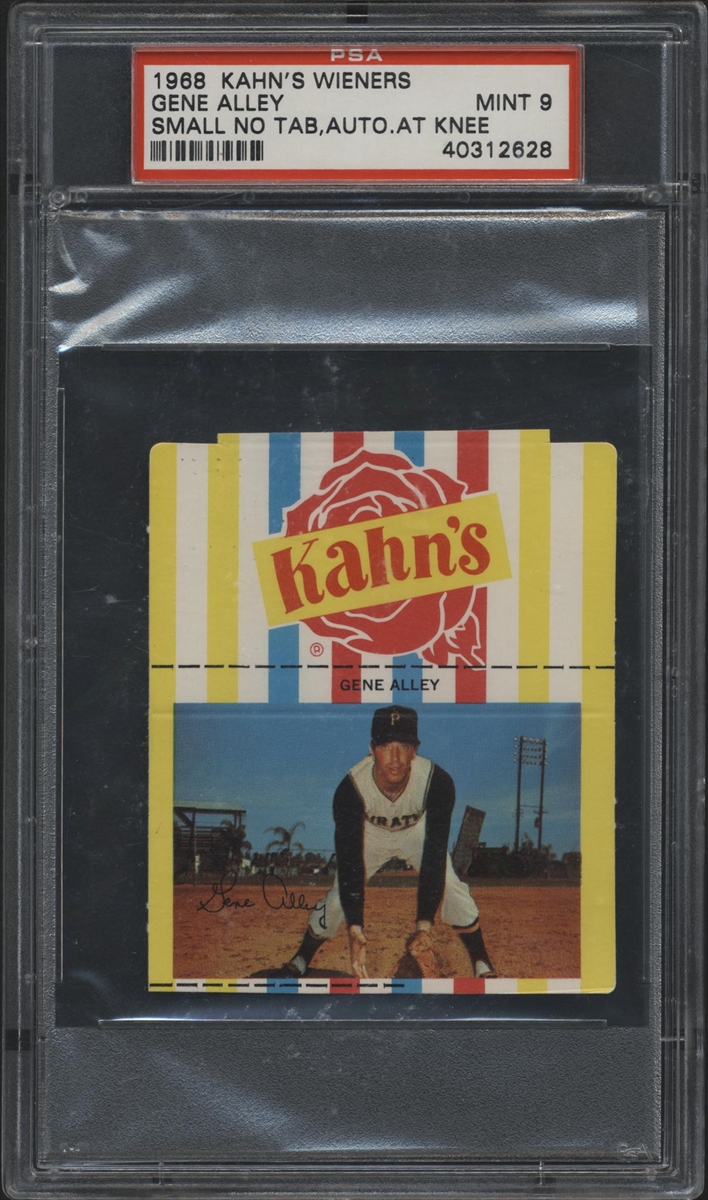 PSA
1968 KAHN'S WIENERS
GENE ALLEY MINT 9
SMALL NO TAB,AUTO.AT KNEE
40312628
Kahn's
®
GENE ALLEY
P
PIRATE
Gene Alley